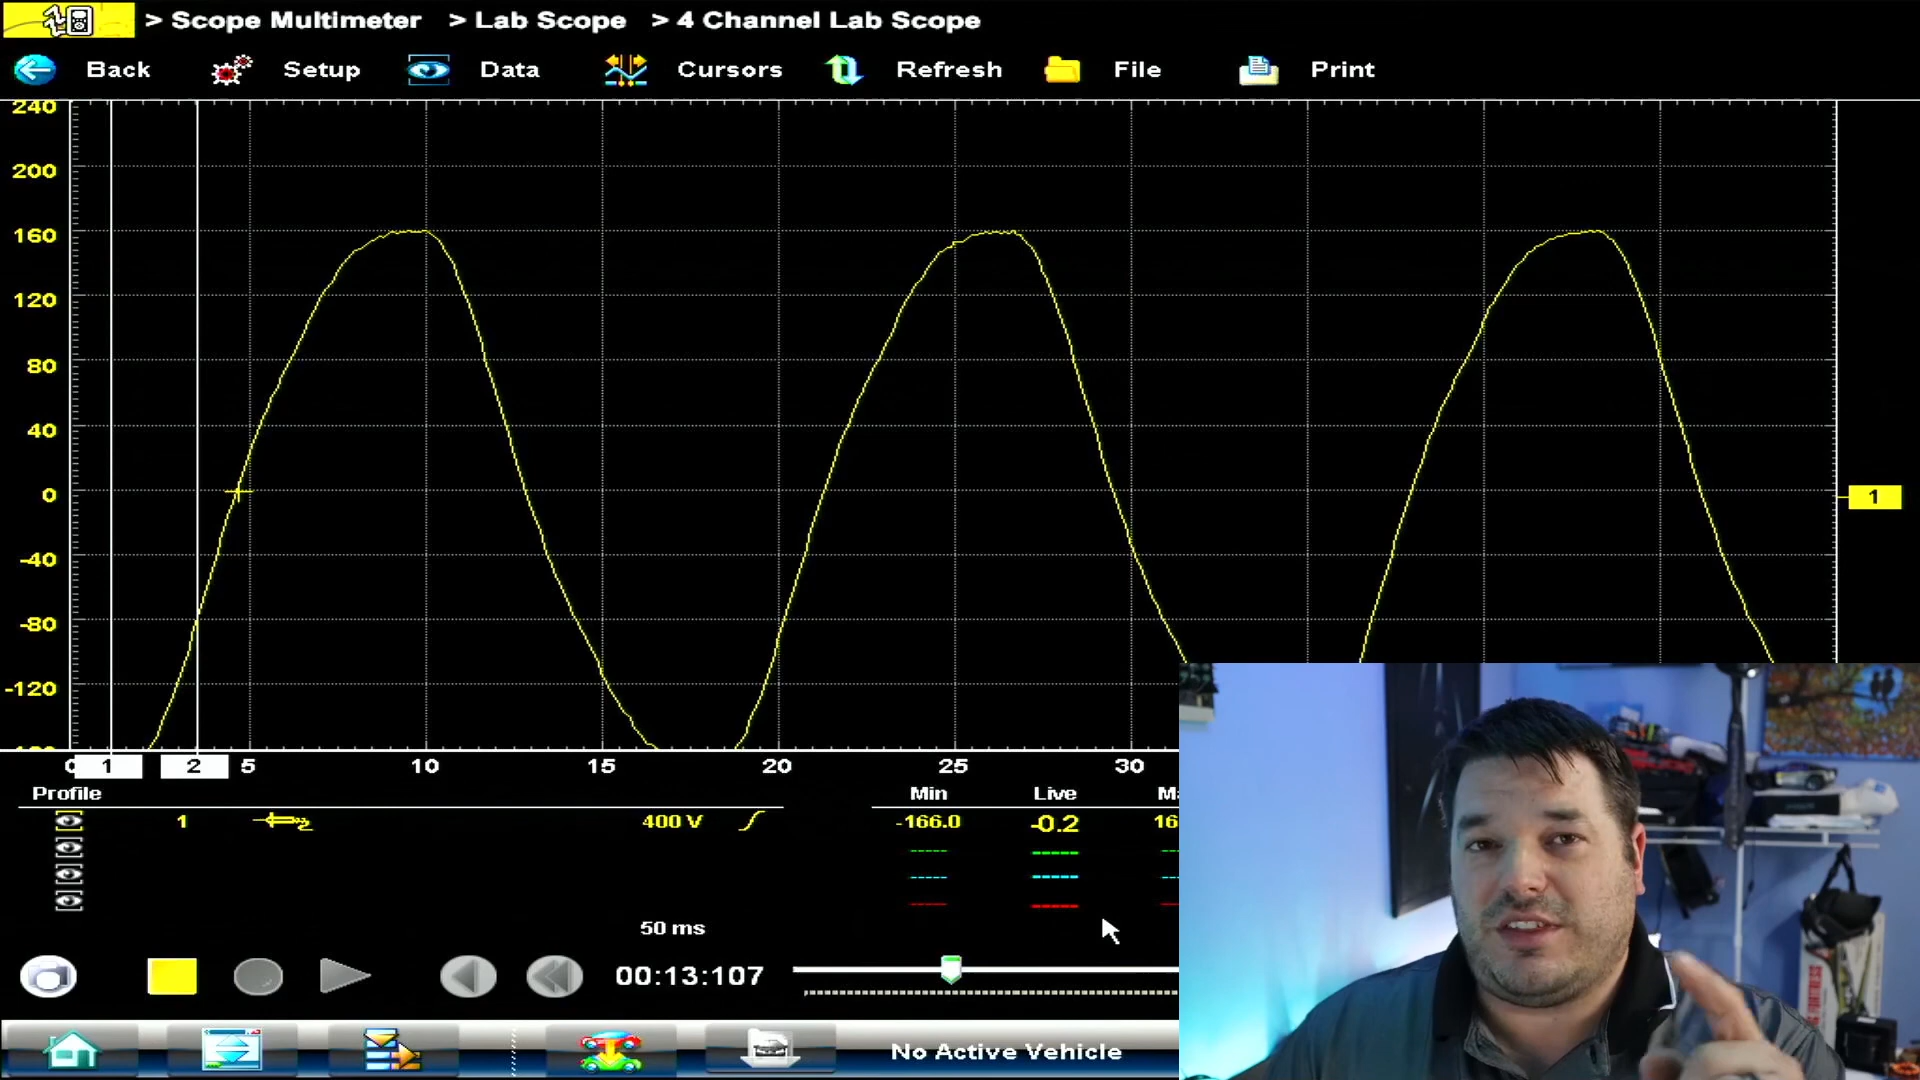 > Scope Multimeter > Lab Scope > 4 Channel Lab Scope
Back Setup Data Cursors Refresh File Print
240
200
160
120
80
40
0
1
-40
-80
-120
1 2 5 10 15 20 25 30
Profile Min Live
1 400 V -166.0 -0.2
50 ms
00:13:107
No Active Vehicle